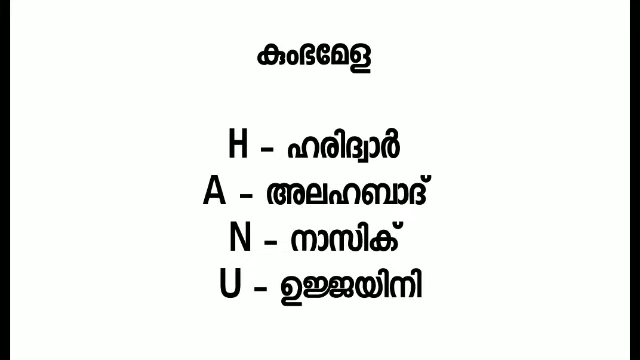 കുംഭമേള
H - ഹരിദ്വാർ
A - അലഹബാദ്
N - നാസിക്
U - ഉജ്ജയിനി